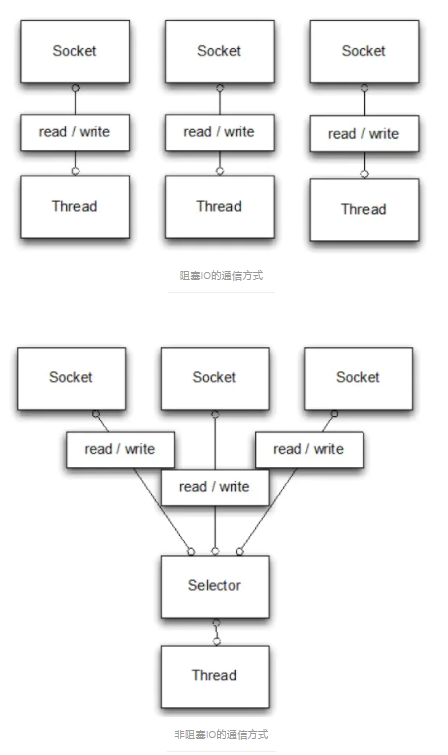 Socket Socket Socket
read / write read / write read / write
Thread Thread Thread
阻塞IO的通信方式
Socket Socket Socket
read / write read / write
read / write
Selector
Thread
非阻塞IO的通信方式